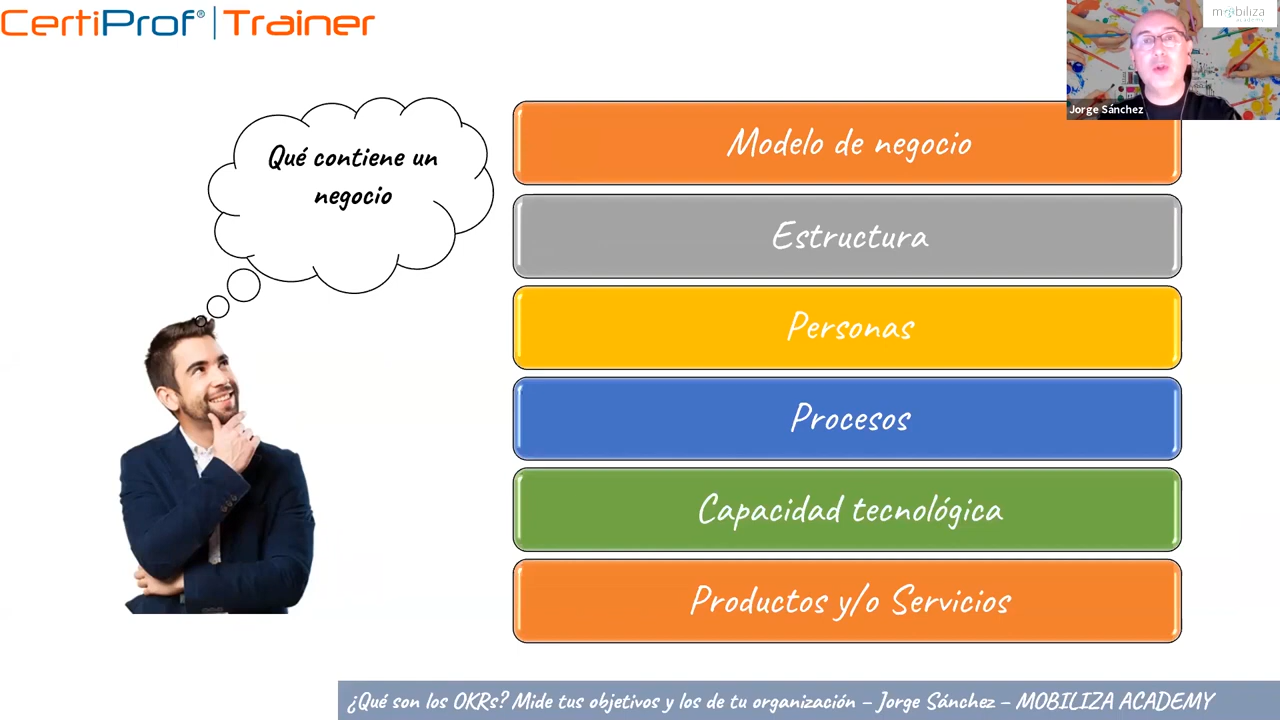 CertiProf® | Trainer
mobiliza
academy
Jorge Sánchez
Qué contiene un
negocio
Modelo de negocio
Estructura
Personas
Procesos
Capacidad tecnológica
Productos y/o Servicios
¿Qué son los OKRs? Mide tus objetivos y los de tu organización – Jorge Sánchez – MOBILIZA ACADEMY